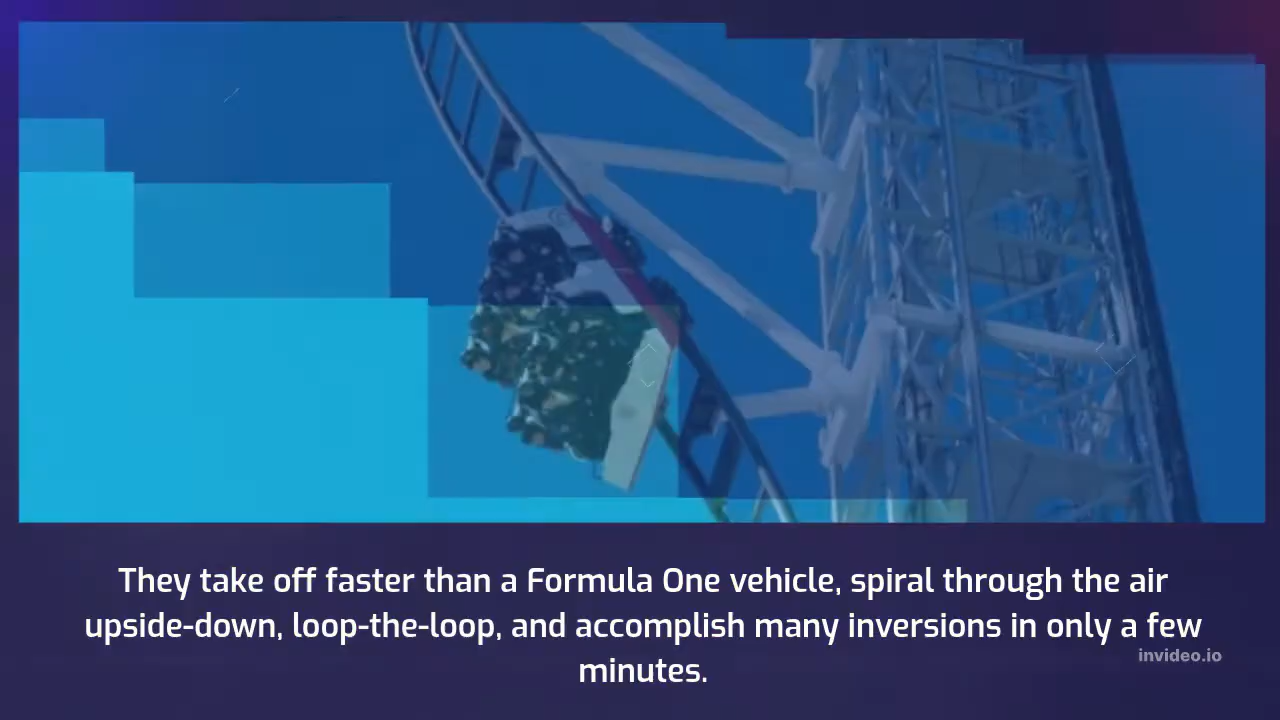 They take off faster than a Formula One vehicle, spiral through the air
upside-down, loop-the-loop, and accomplish many inversions in only a few
minutes.
invideo.io